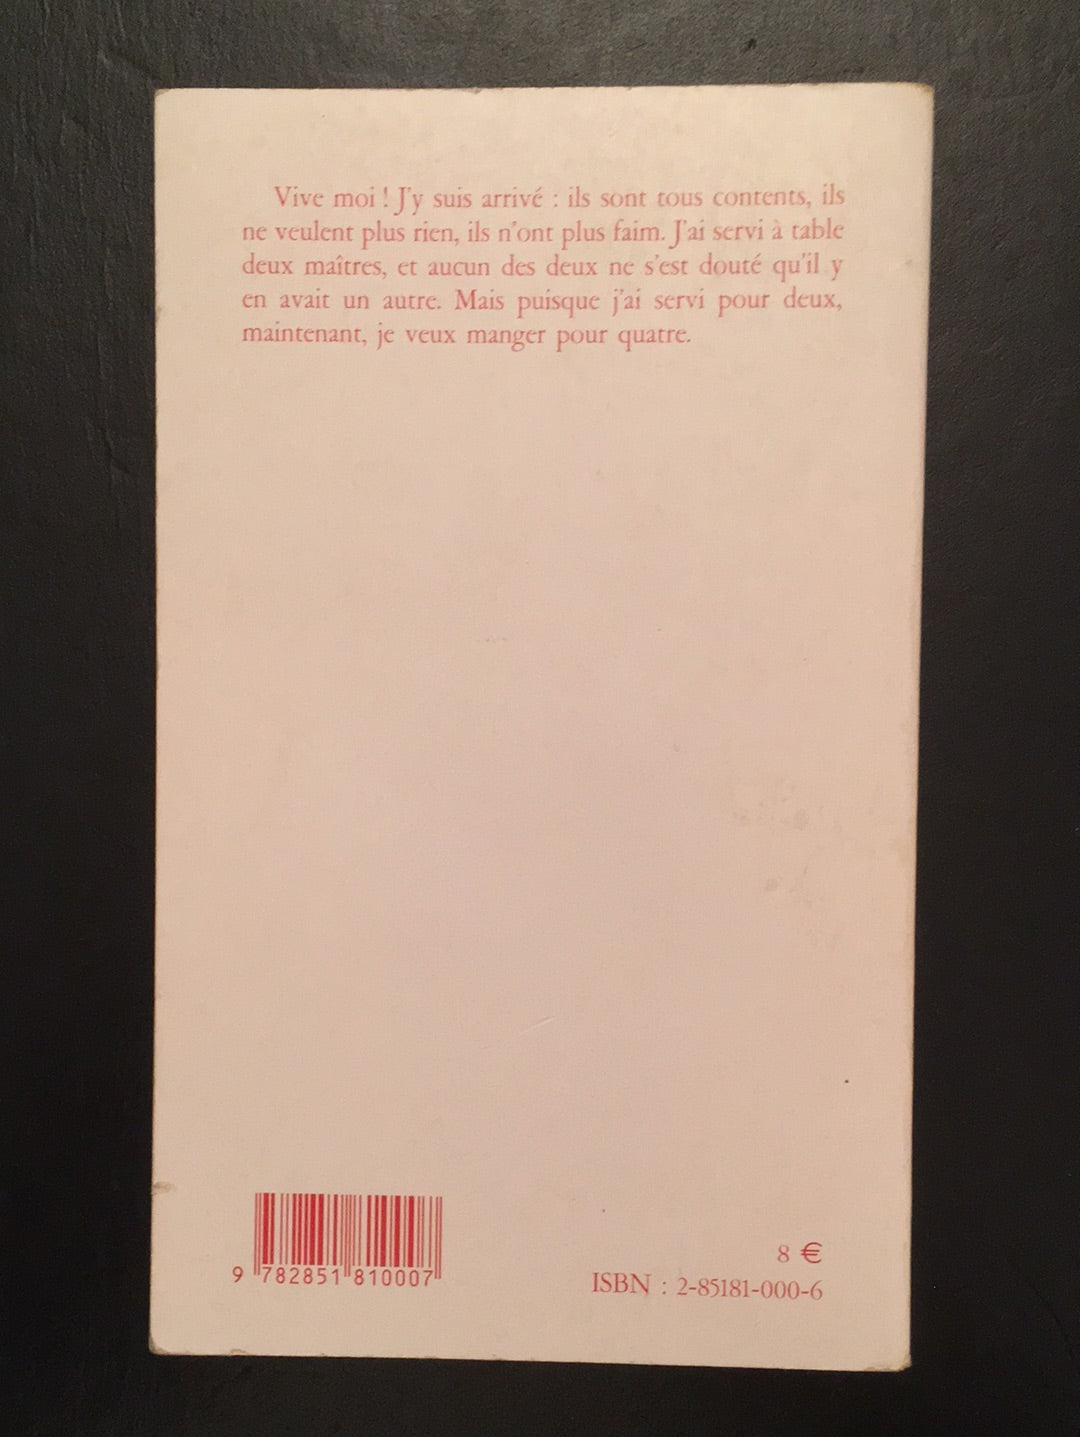 Vive moi ! J'y suis arrivé : ils sont tous contents, ils
ne veulent plus rien, ils n'ont plus faim. J'ai servi à table
deux maîtres, et aucun des deux ne s'est douté qu'il y
en avait un autre. Mais puisque j'ai servi pour deux,
maintenant, je veux manger pour quatre.
8 €
9 782851 810007
ISBN : 2-85181-000-6